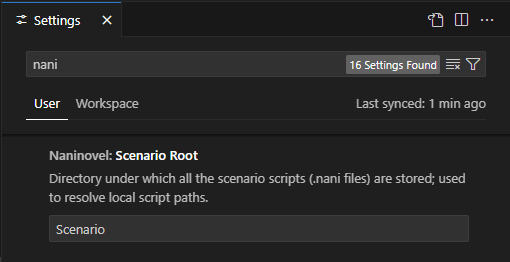 Settings
nani
16 Settings Found
User Workspace Last synced: 1 min ago
Naninovel: Scenario Root
Directory under which all the scenario scripts (.nani files) are stored; used
to resolve local script paths.
Scenario